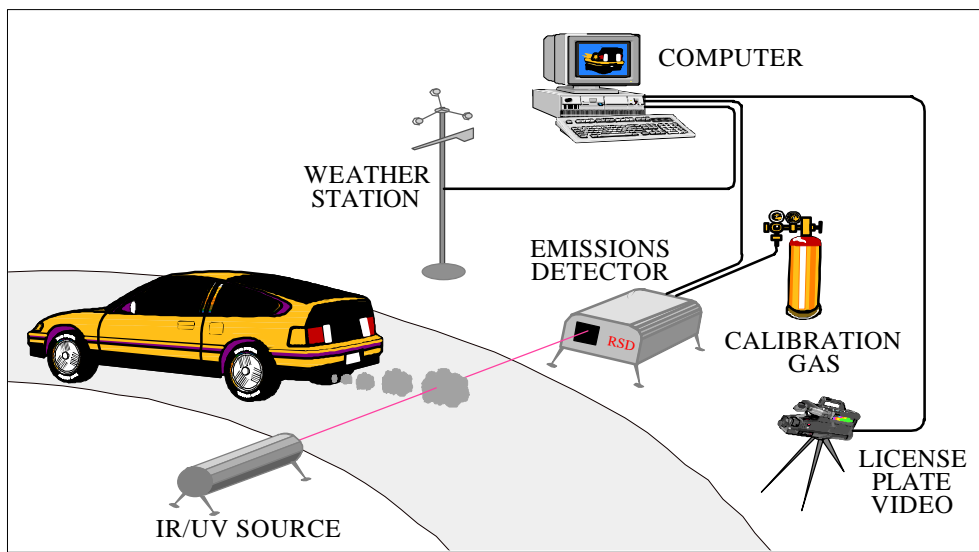 COMPUTER
WEATHER
STATION
EMISSIONS
DETECTOR
RSD
CALIBRATION
GAS
LICENSE
PLATE
VIDEO
IR/UV SOURCE